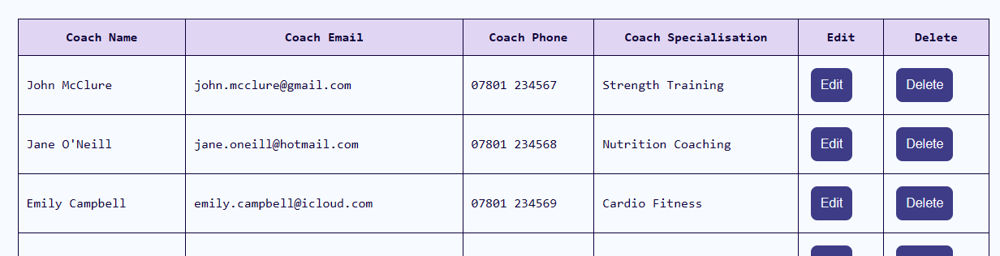 Coach Name Coach Email Coach Phone Coach Specialisation Edit Delete
John McClure john.mcclure@gmail.com 07801 234567 Strength Training Edit Delete
Jane O'Neill jane.oneill@hotmail.com 07801 234568 Nutrition Coaching Edit Delete
Emily Campbell emily.campbell@icloud.com 07801 234569 Cardio Fitness Edit Delete